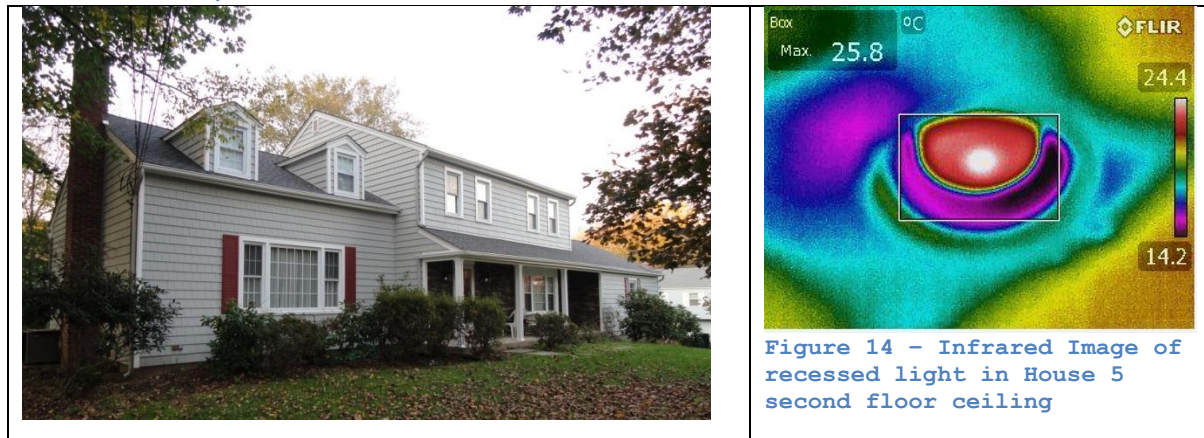 Box
°C
FLIR
Max. 25.8
24.4
14.2
Figure 14 – Infrared Image of
recessed light in House 5
second floor ceiling